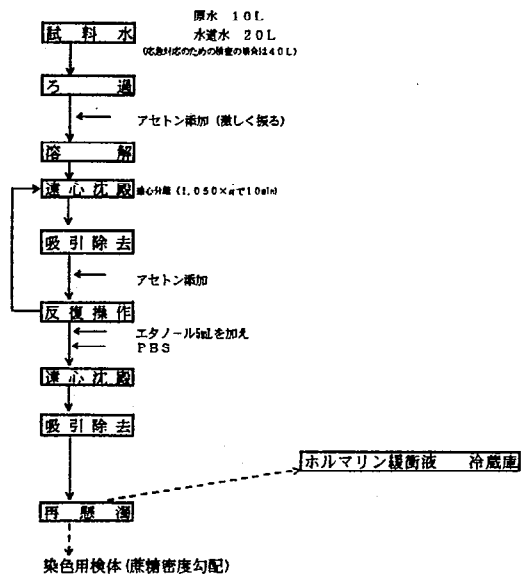 原水 １０Ｌ
試料水
水道水 ２０Ｌ
(応急対応のための検査の場合は４０Ｌ)
ろ過
アセトン添加 (激しく振る)
溶解
遠心沈殿
遠心分離 (1,050×gで10min)
吸引除去
アセトン添加
反復操作
エタノール5mLを加え
ＰＢＳ
遠心沈殿
吸引除去
ホルマリン緩衝液 冷蔵庫
再懸濁
染色用検体(蔗糖密度勾配)